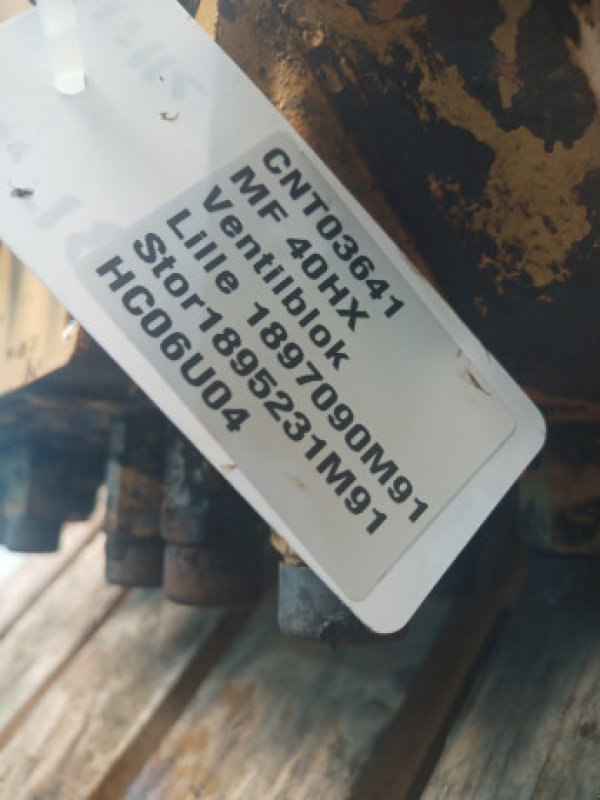 CNT03641
MF 40HX
Ventilblok
Lille 1897090M91
Stor1895231M91
HC06U04